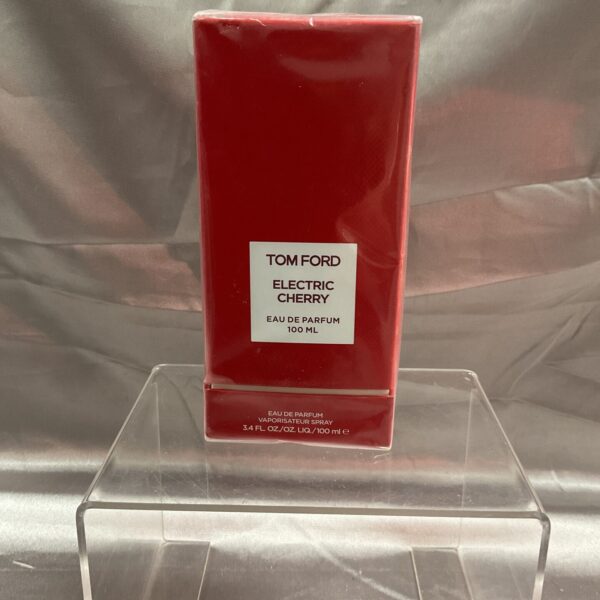 TOM FORD
ELECTRIC
CHERRY
EAU DE PARFUM
100 ML
EAU DE PARFUM
VAPORISATEUR SPRAY
3.4 FL. OZ./OZ. LIQ./100 ml ℮